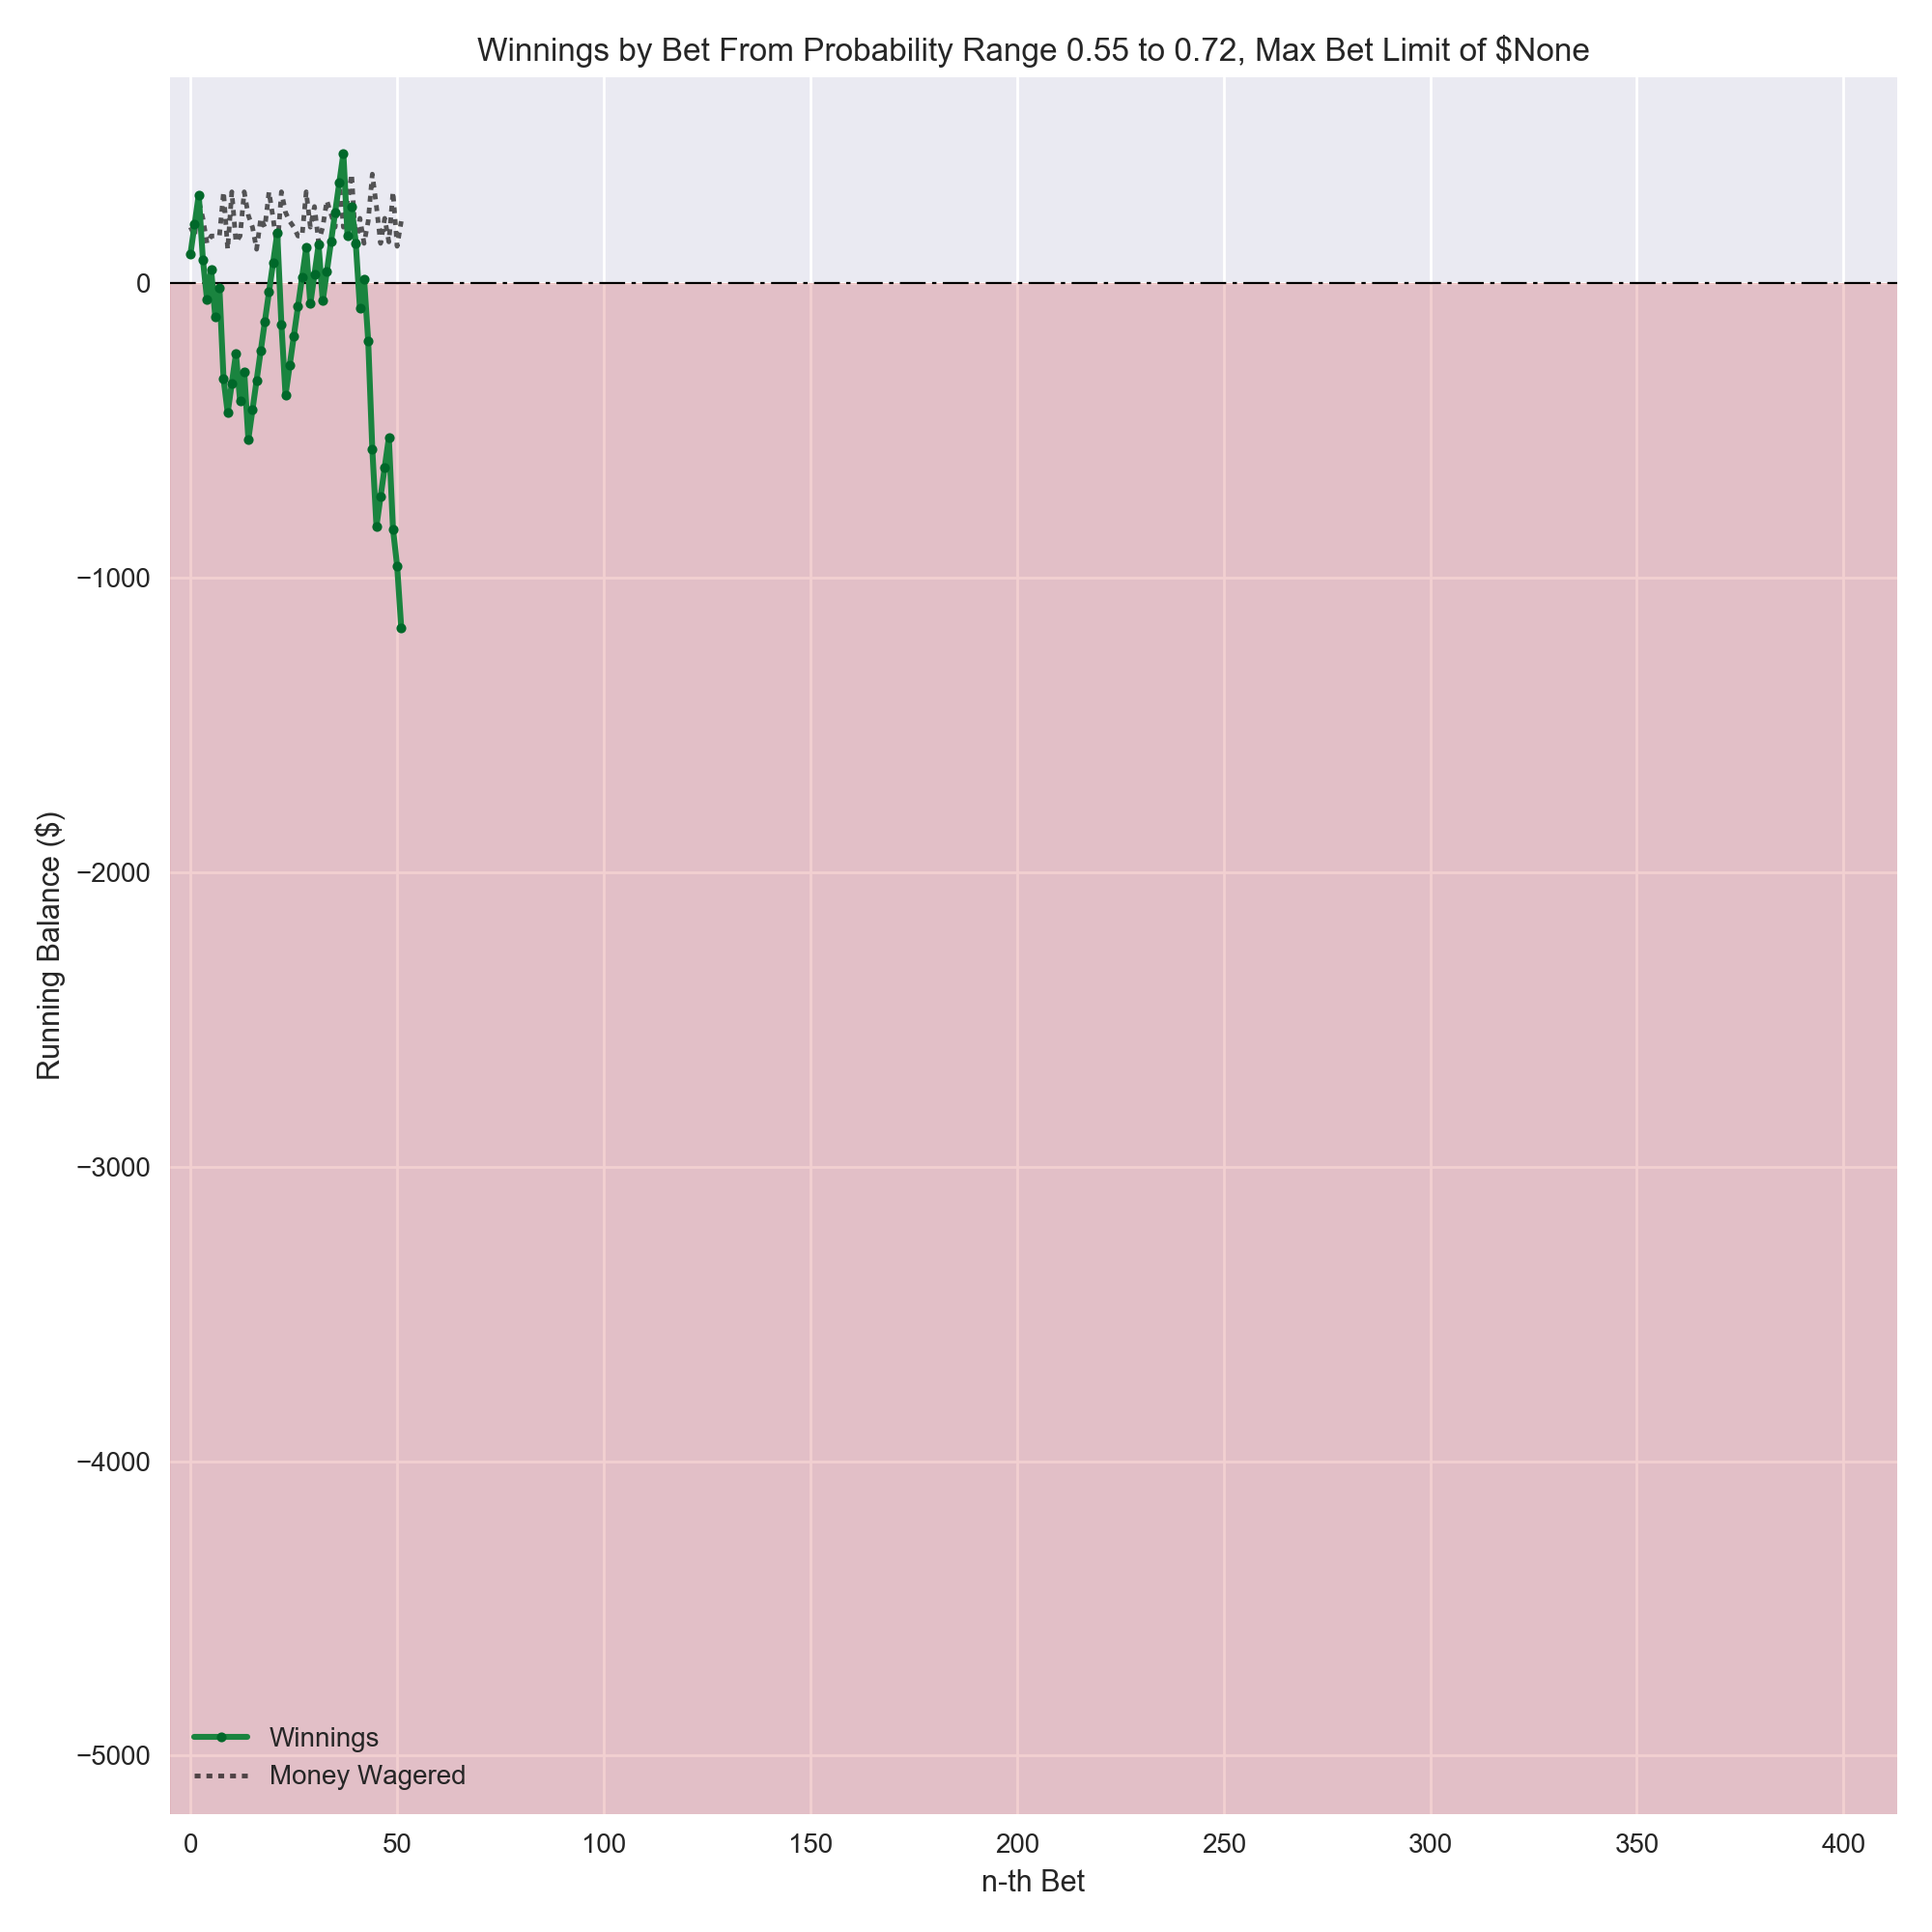 Winnings by Bet From Probability Range 0.55 to 0.72, Max Bet Limit of $None
Running Balance ($)
0
−1000
−2000
−3000
−4000
−5000
Winnings
Money Wagered
0 50 100 150 200 250 300 350 400
n-th Bet